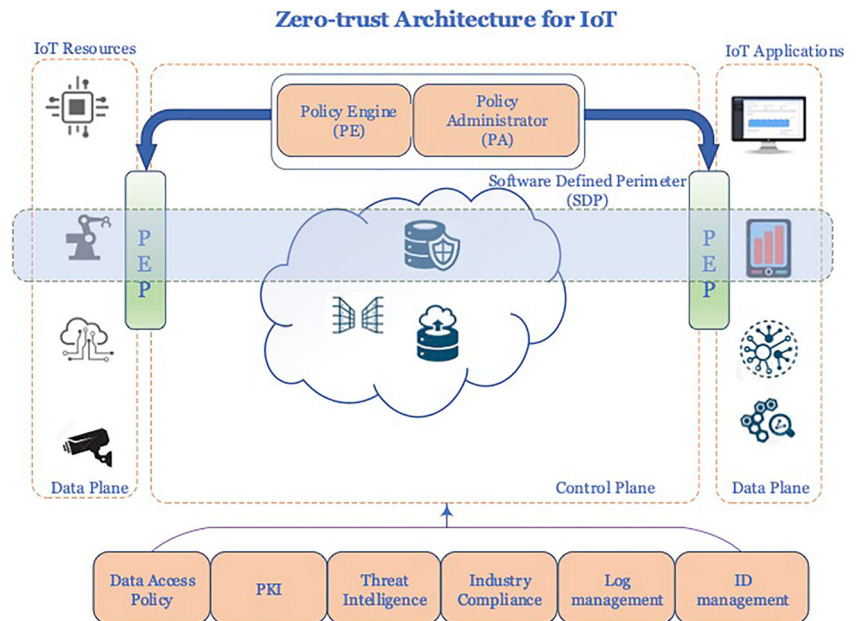 Zero-trust Architecture for IoT
IoT Resources
IoT Applications
Policy Engine
(PE)
Policy
Administrator
(PA)
Software Defined Perimeter
(SDP)
P
E
P
P
E
P
Data Plane
Control Plane
Data Plane
Data Access
Policy
PKI
Threat
Intelligence
Industry
Compliance
Log
management
ID
management